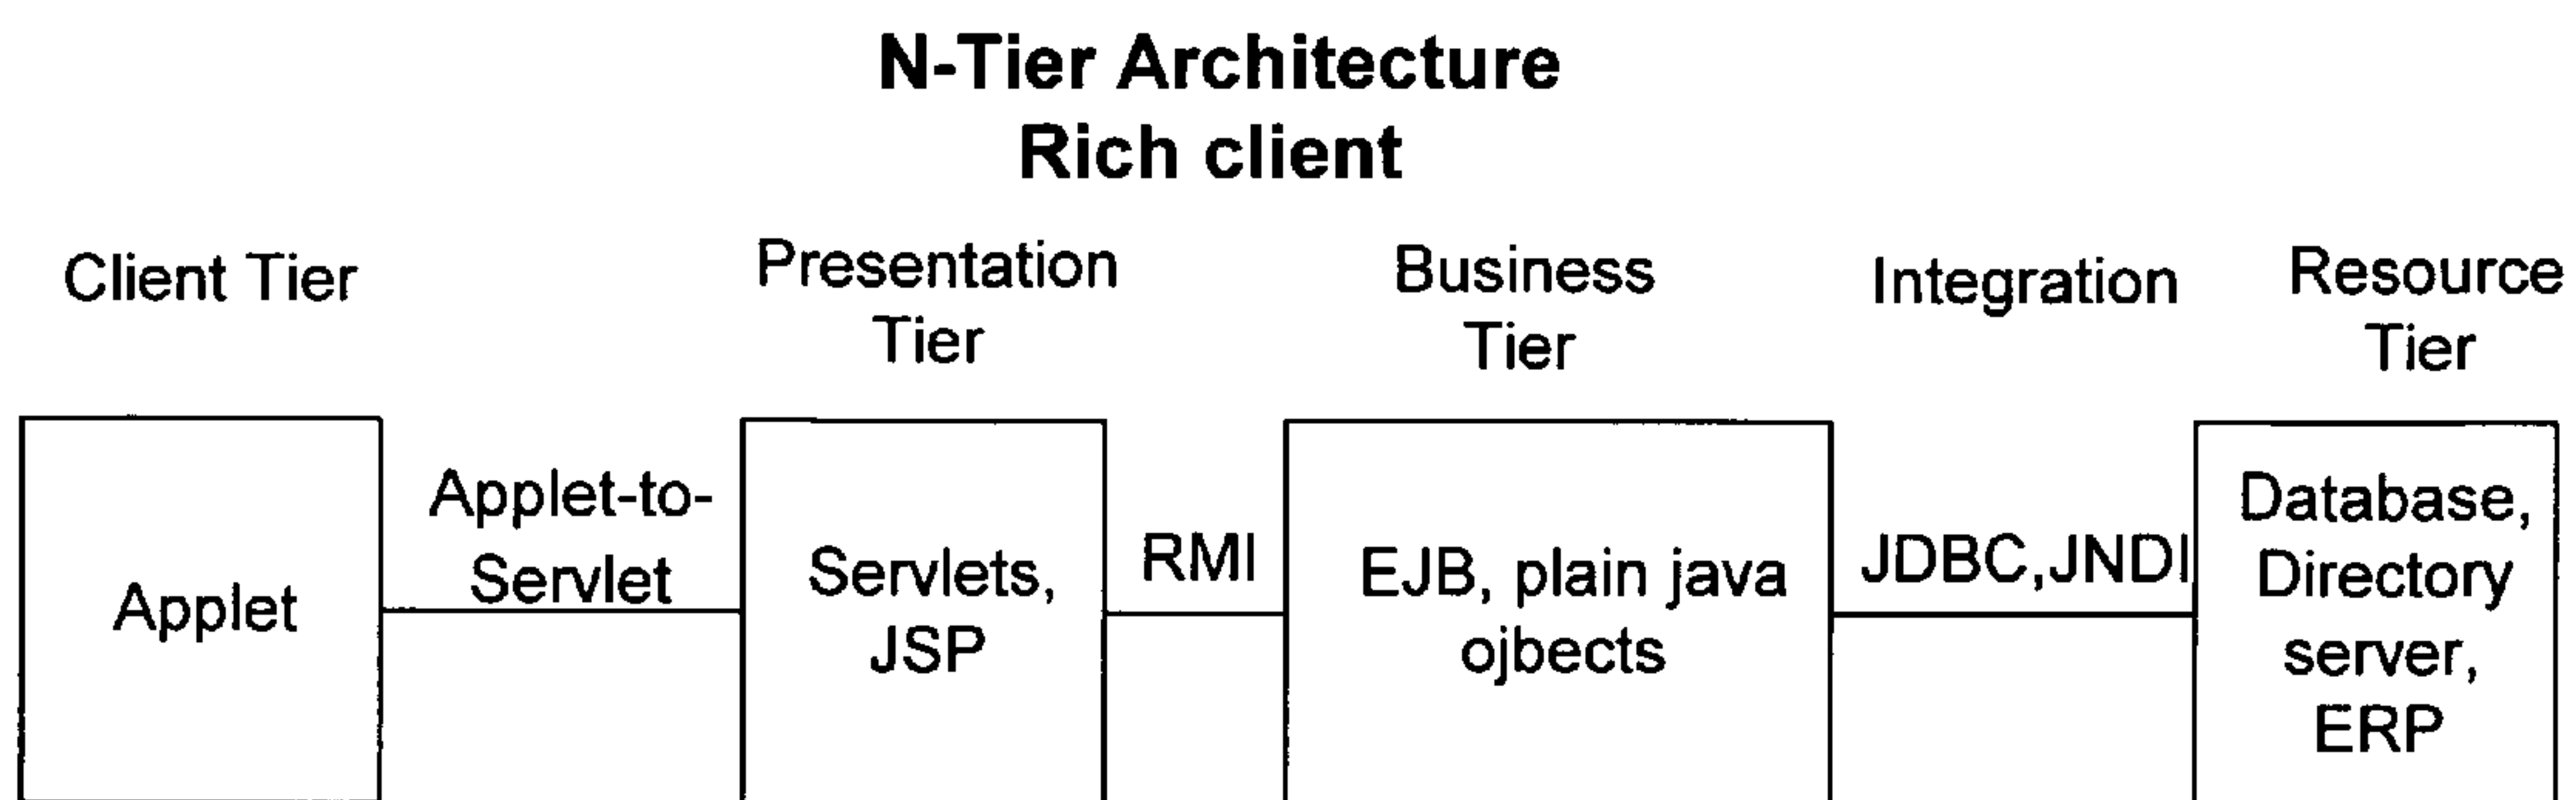 N-Tier Architecture
Rich client
Client Tier
Presentation
Tier
Business
Tier
Integration
Resource
Tier
Applet
Applet-to-
Servlet
Servlets,
JSP
RMI
EJB, plain java
ojbects
JDBC,JNDI
Database,
Directory
server,
ERP